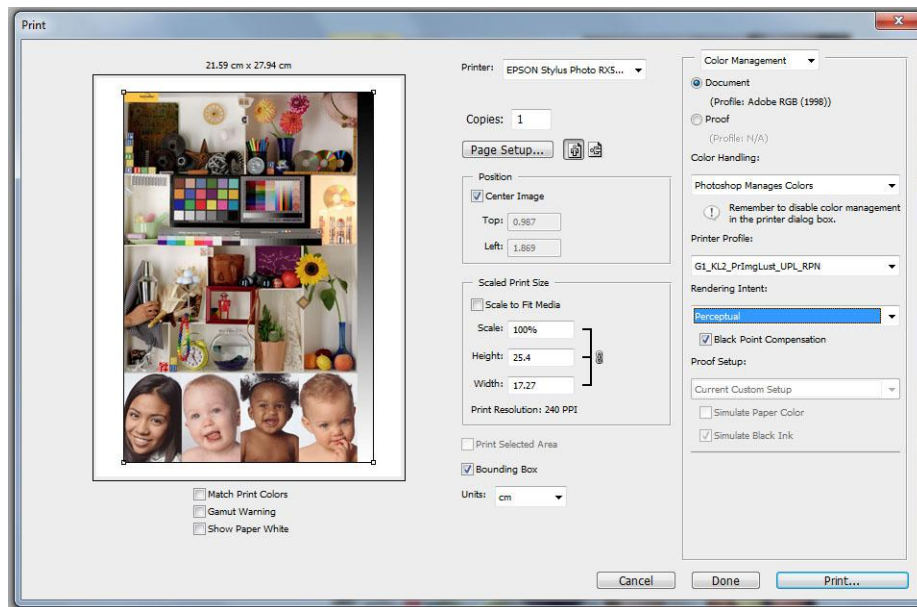 Print
21.59 cm x 27.94 cm
Match Print Colors
Gamut Warning
Show Paper White
Printer: EPSON Stylus Photo RX5...
Copies: 1
Page Setup...
Position
Center Image
Top: 0.987
Left: 1.869
Scaled Print Size
Scale to Fit Media
Scale: 100%
Height: 25.4
Width: 17.27
Print Resolution: 240 PPI
Print Selected Area
Bounding Box
Units: cm
Color Management
Document
(Profile: Adobe RGB (1998))
Proof
(Profile: N/A)
Color Handling:
Photoshop Manages Colors
Remember to disable color management
in the printer dialog box.
Printer Profile:
G1_KL2_PrImgLust_UPL_RPN
Rendering Intent:
Perceptual
Black Point Compensation
Proof Setup:
Current Custom Setup
Simulate Paper Color
Simulate Black Ink
Cancel
Done
Print...